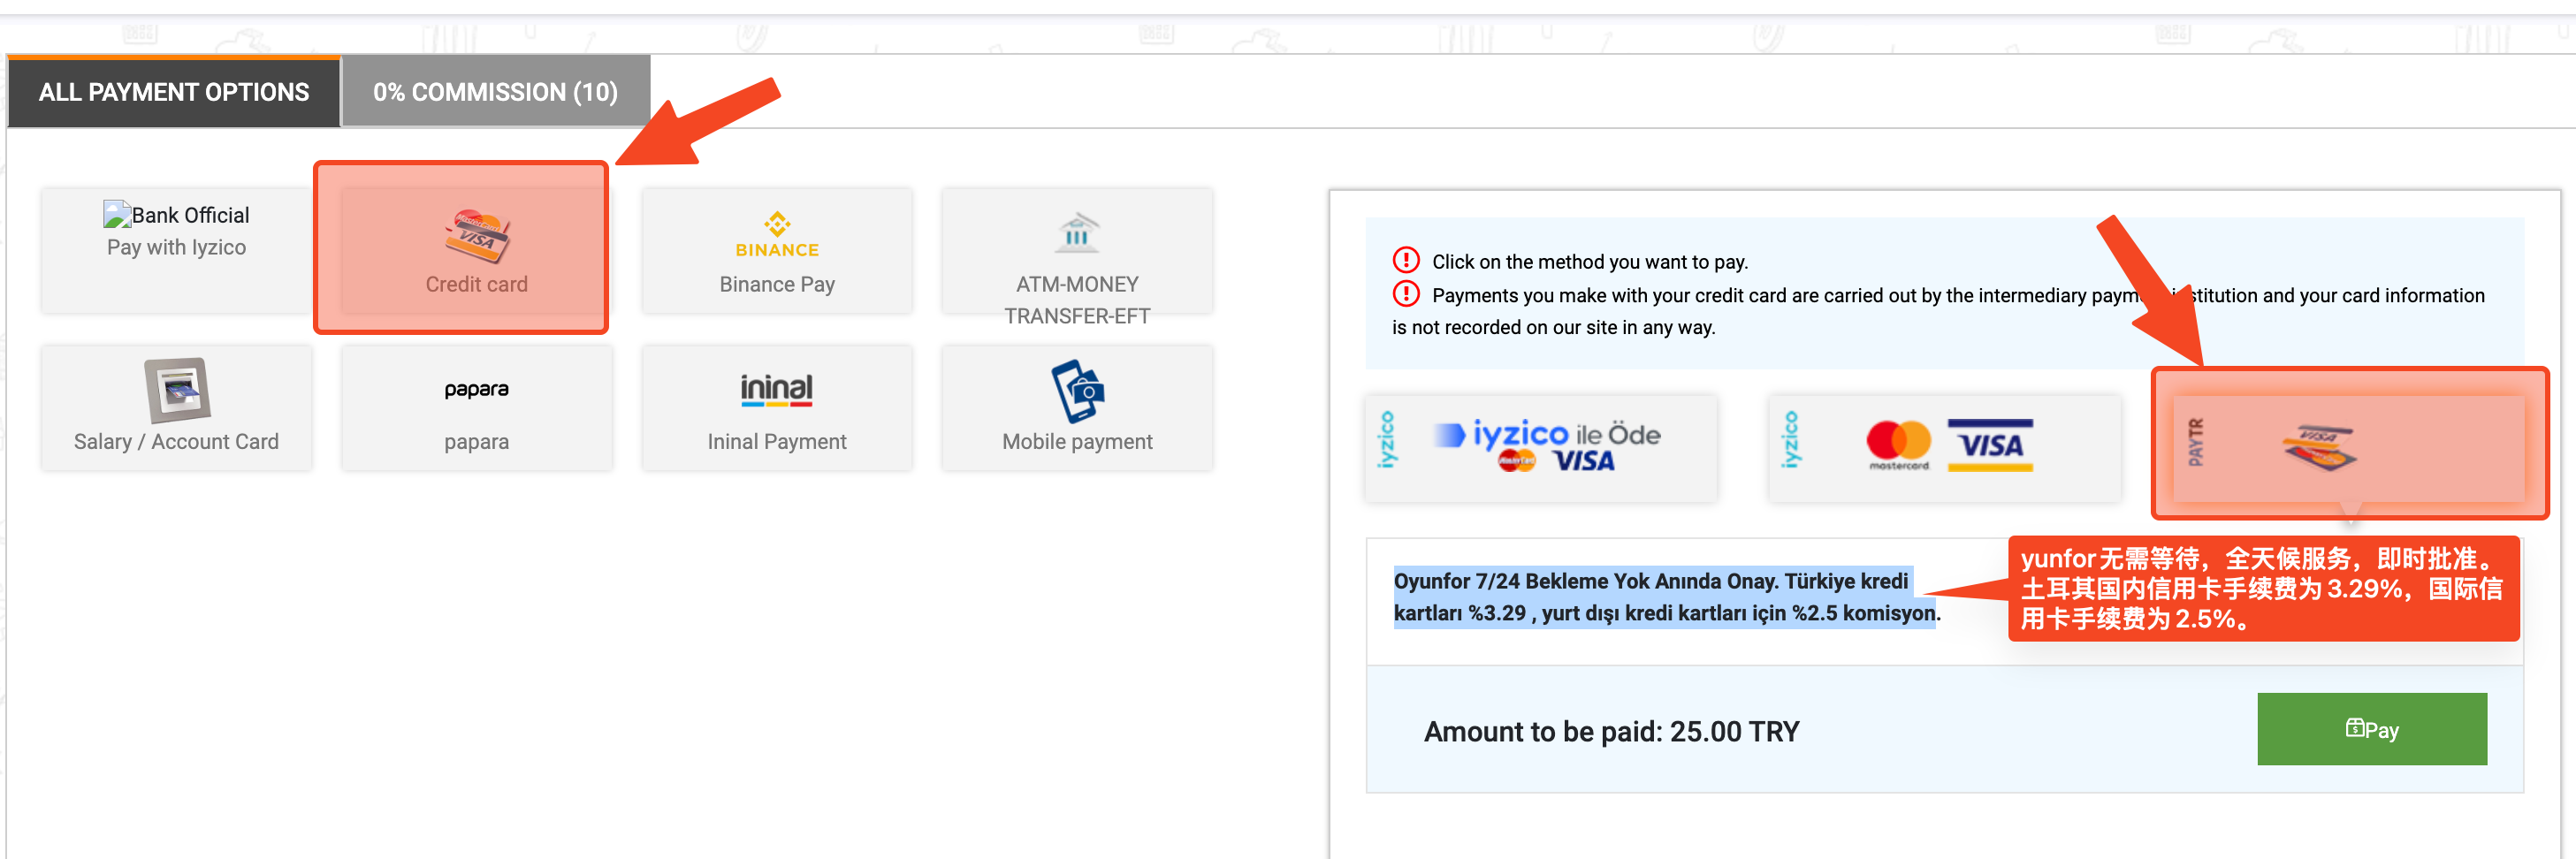 ALL PAYMENT OPTIONS
0% COMMISSION (10)
Bank Official
Pay with Iyzico
VISA
Credit card
BINANCE
Binance Pay
ATM-MONEY
TRANSFER-EFT
Salary / Account Card
papara
papara
ininal
Ininal Payment
Mobile payment
Click on the method you want to pay.
Payments you make with your credit card are carried out by the intermediary paym stitution and your card information
is not recorded on our site in any way.
iyzico
iyzico ile Öde
MasterCard VISA
iyzico
mastercard
VISA
PAYTR
VISA
Oyunfor 7/24 Bekleme Yok Anında Onay. Türkiye kredi
kartları %3.29 , yurt dışı kredi kartları için %2.5 komisyon.
yunfor无需等待，全天候服务，即时批准。
土耳其国内信用卡手续费为3.29%，国际信
用卡手续费为2.5%。
Amount to be paid: 25.00 TRY
Pay